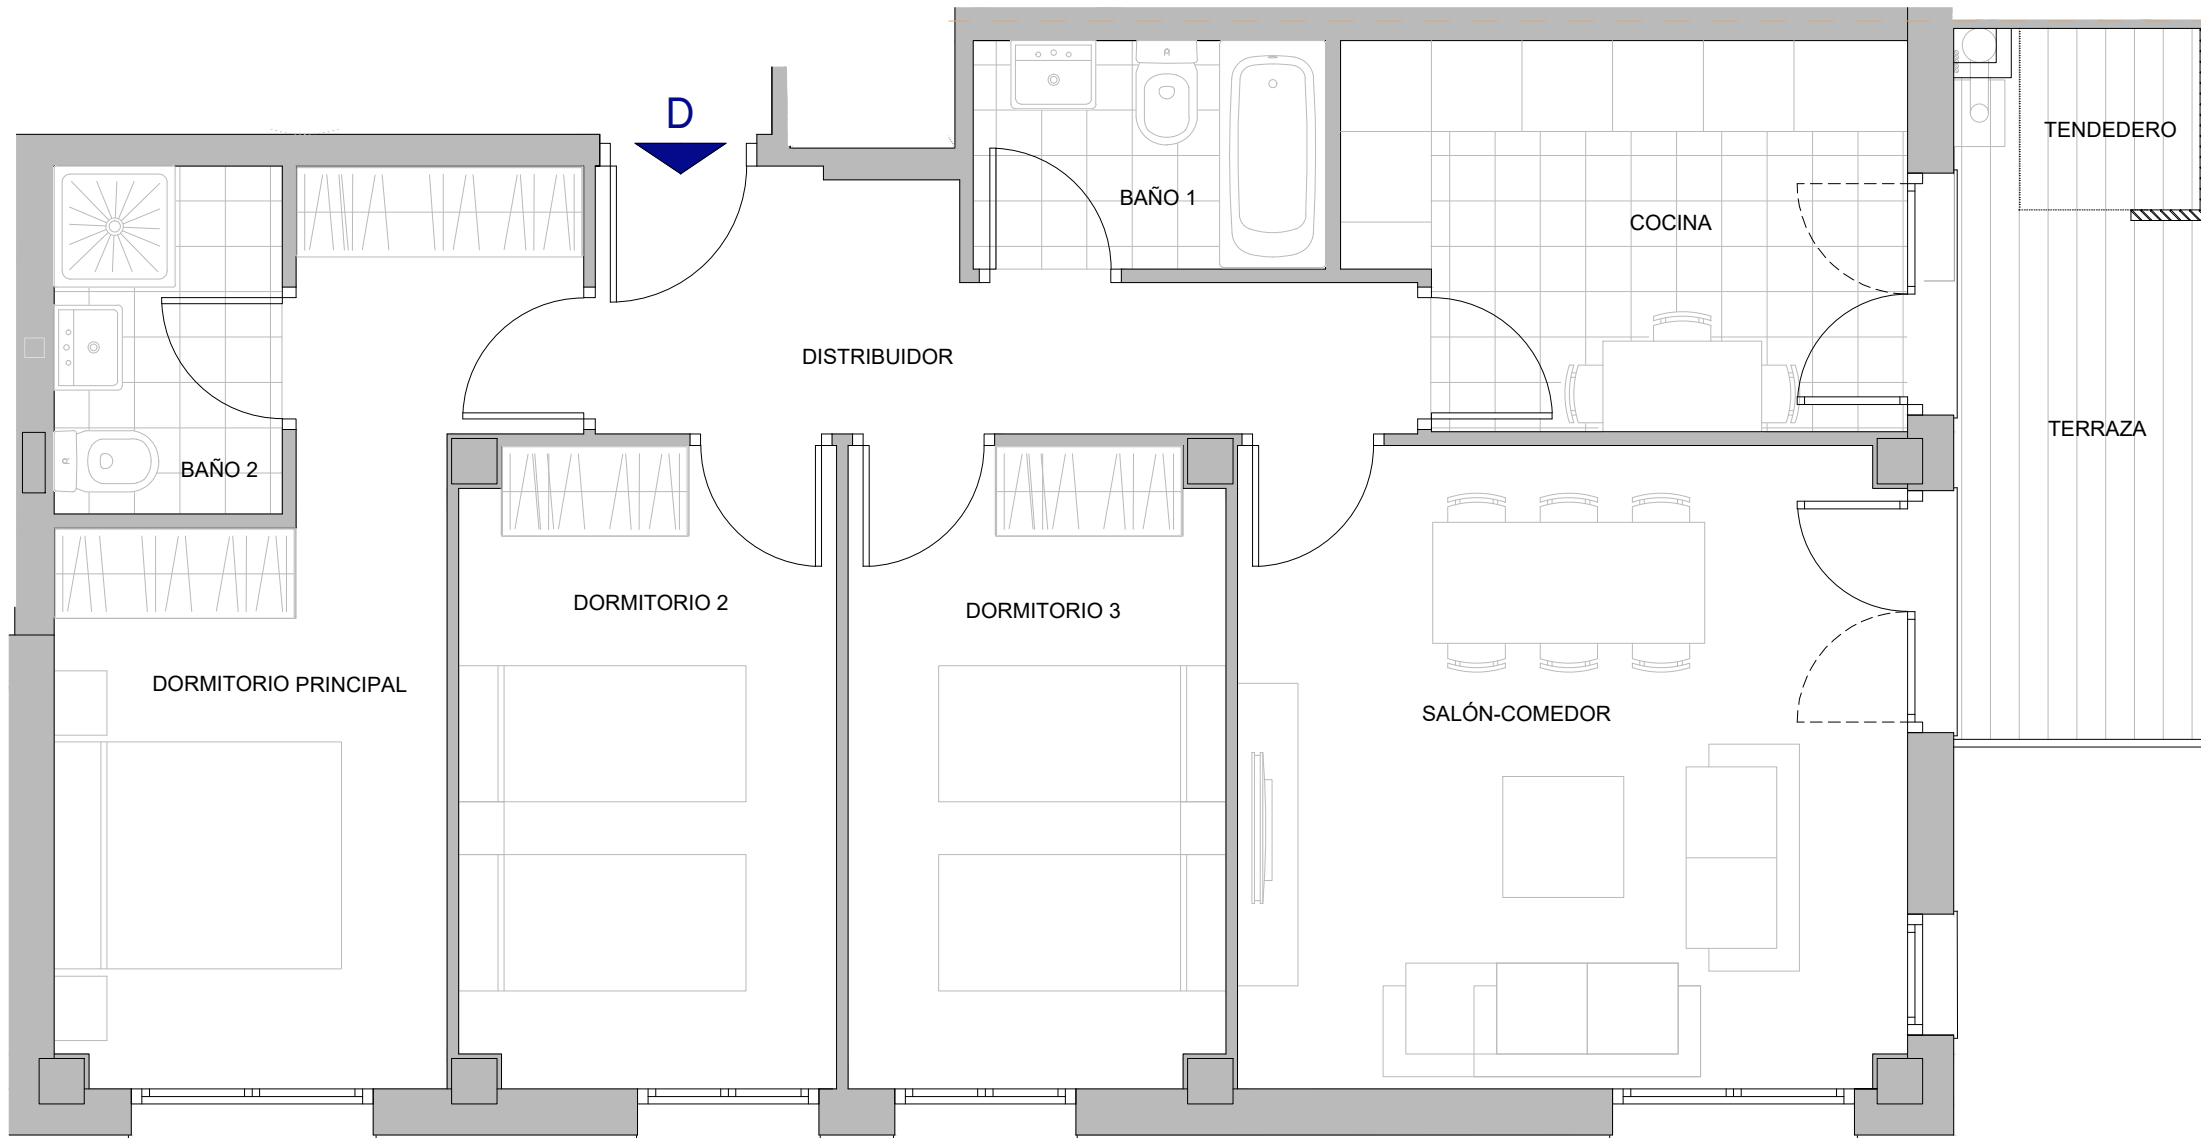 D
TENDEDERO
BAÑO 1
COCINA
DISTRIBUIDOR
TERRAZA
BAÑO 2
DORMITORIO 2
DORMITORIO 3
DORMITORIO PRINCIPAL
SALÓN-COMEDOR